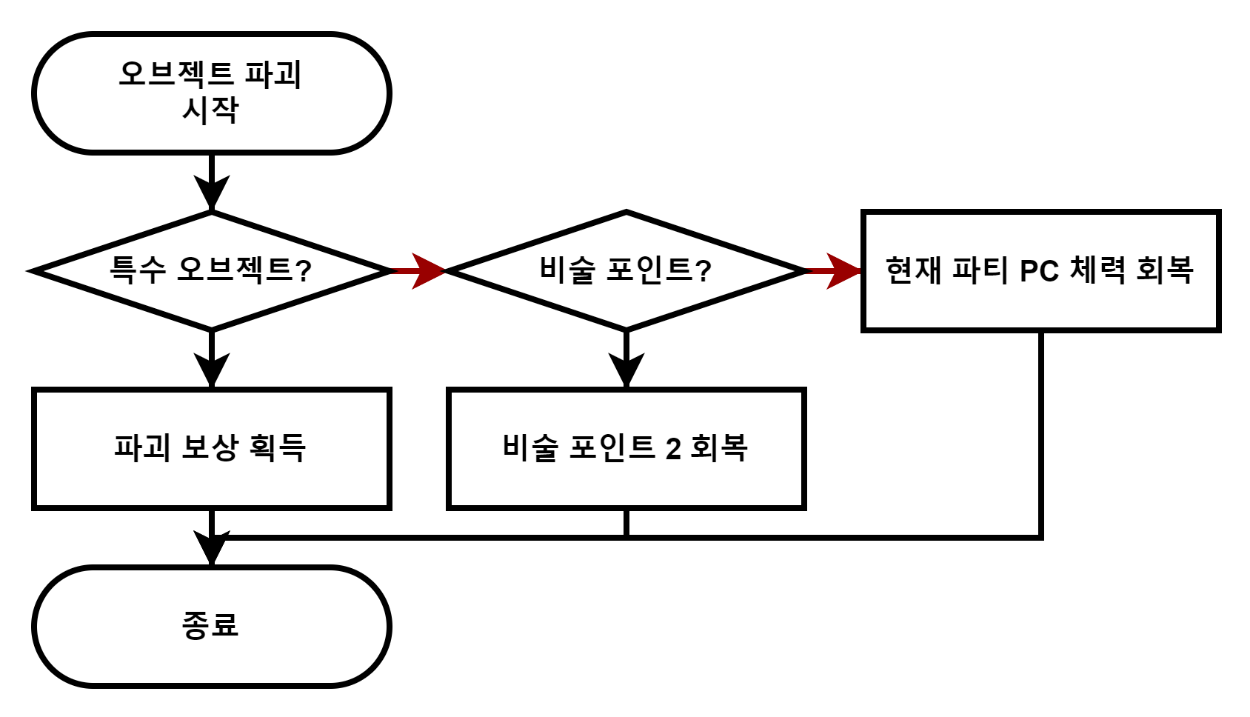 오브젝트 파괴
시작
특수 오브젝트?
비술 포인트?
현재 파티 PC 체력 회복
파괴 보상 획득
비술 포인트 2 회복
종료